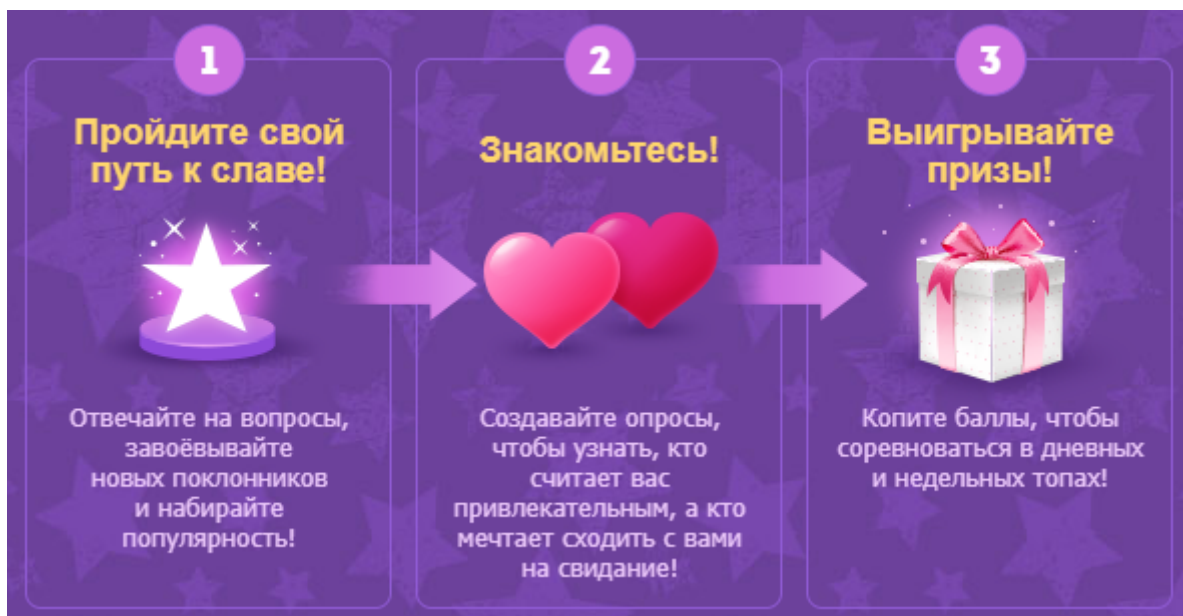 1
Пройдите свой
путь к славе!
Отвечайте на вопросы,
завоёвывайте
новых поклонников
и набирайте
популярность!
2
Знакомьтесь!
Создавайте опросы,
чтобы узнать, кто
считает вас
привлекательным, а кто
мечтает сходить с вами
на свидание!
3
Выигрывайте
призы!
Копите баллы, чтобы
соревноваться в дневных
и недельных топах!